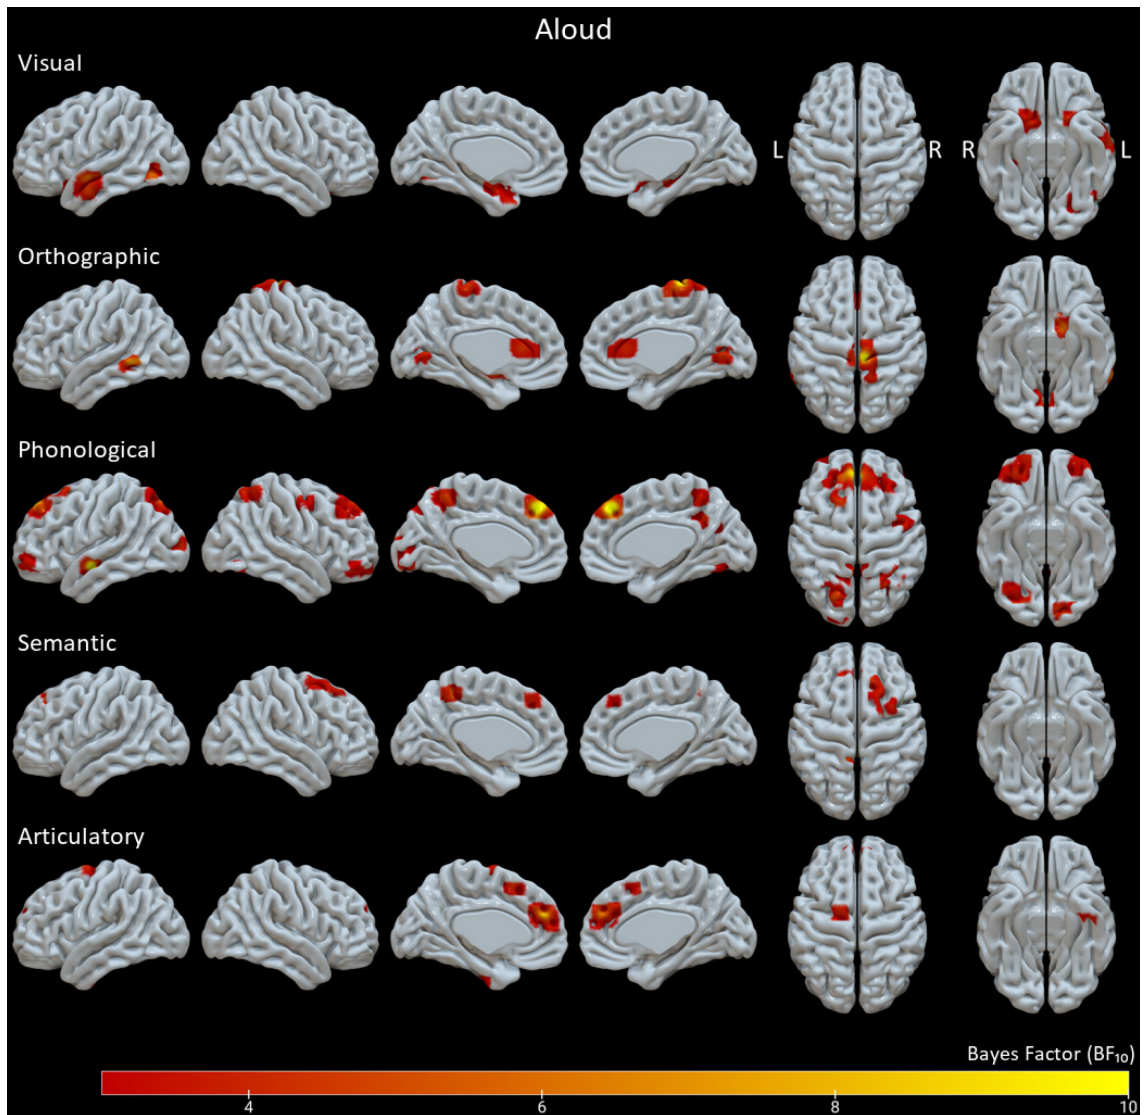 Aloud
Visual
L R R L
Orthographic
Phonological
Semantic
Articulatory
Bayes Factor (BF₁₀)
4 6 8 10